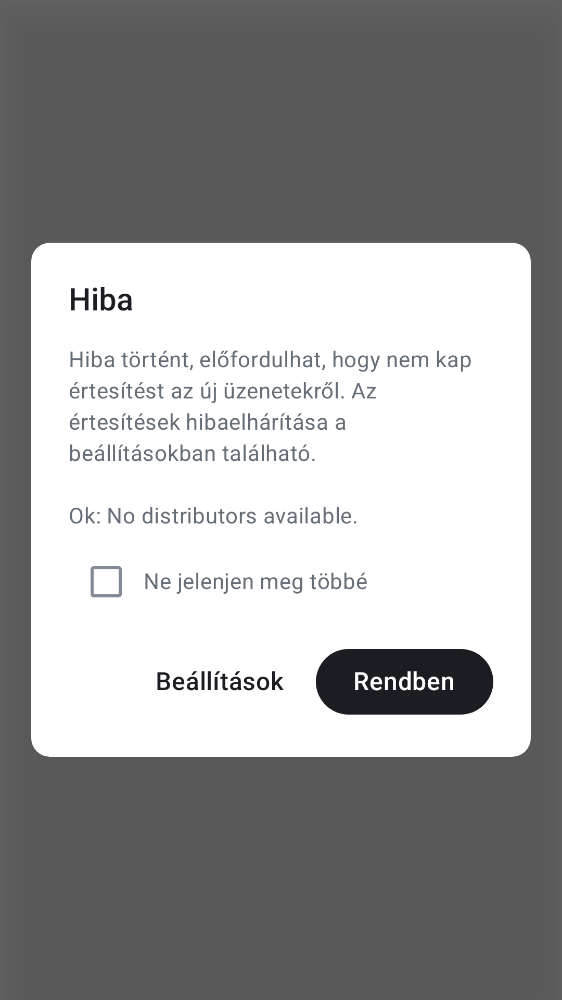 Hiba
Hiba történt, előfordulhat, hogy nem kap
értesítést az új üzenetekről. Az
értesítések hibaelhárítása a
beállításokban található.
Ok: No distributors available.
Ne jelenjen meg többé
Beállítások
Rendben